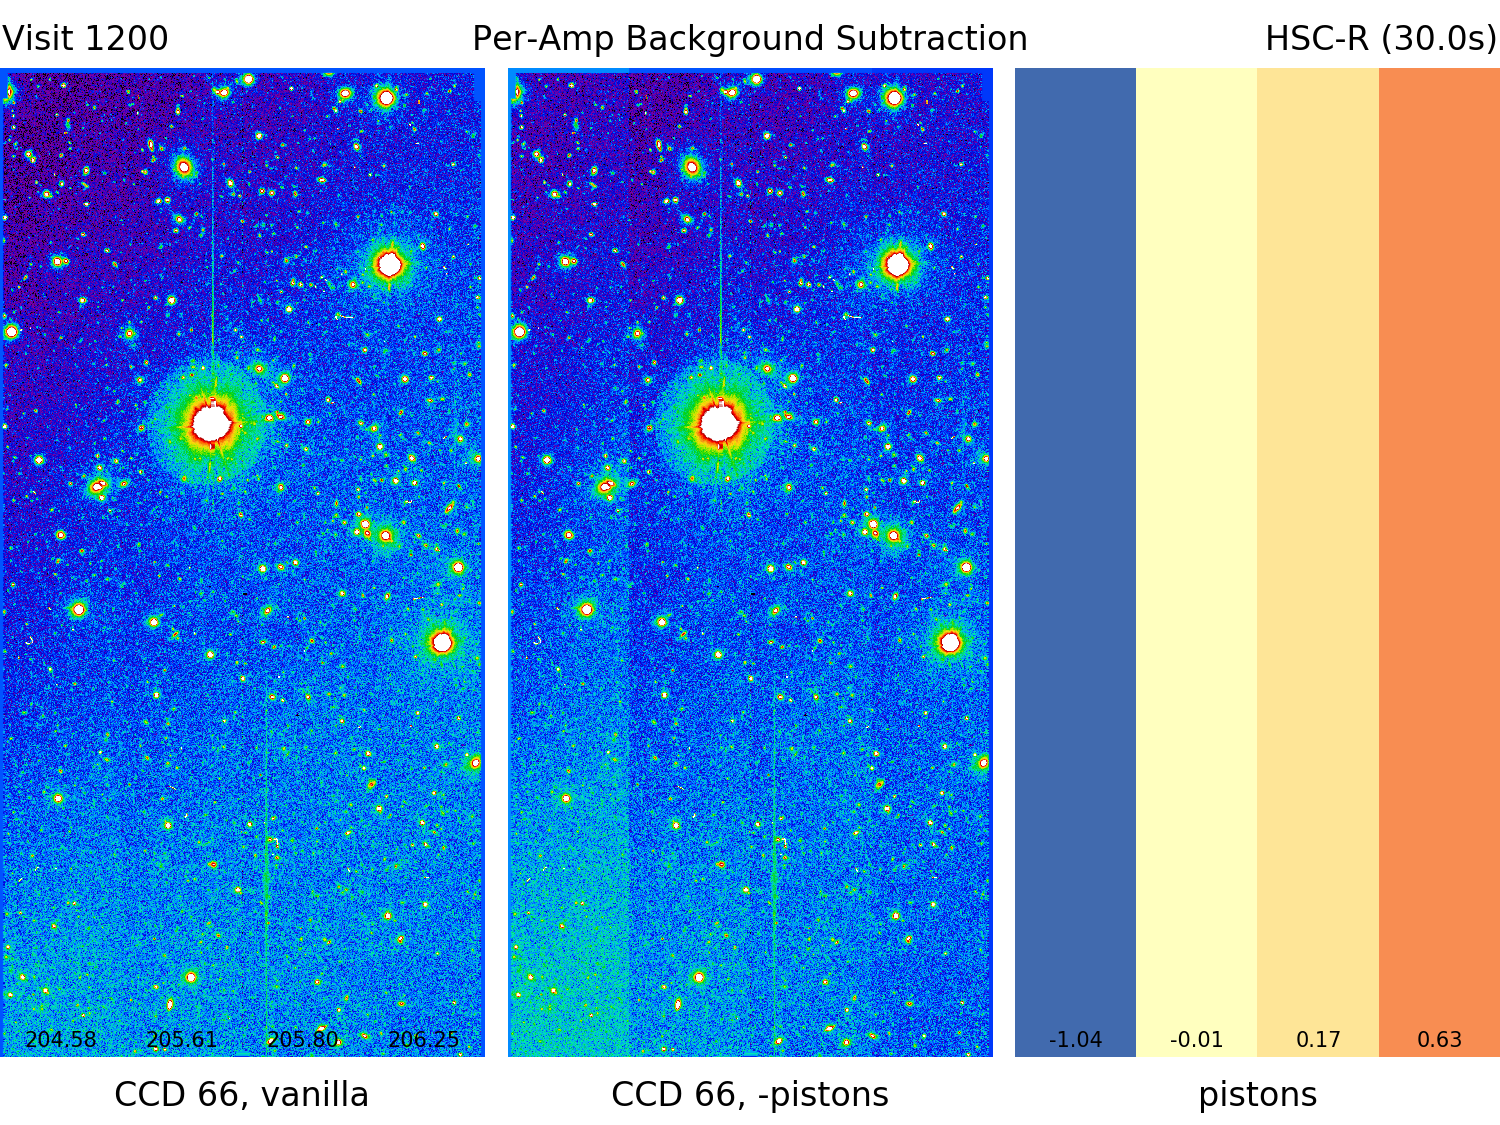 Visit 1200
Per-Amp Background Subtraction
HSC-R (30.0s)
204.58 205.61 205.80 206.25
-1.04 -0.01 0.17 0.63
CCD 66, vanilla
CCD 66, -pistons
pistons